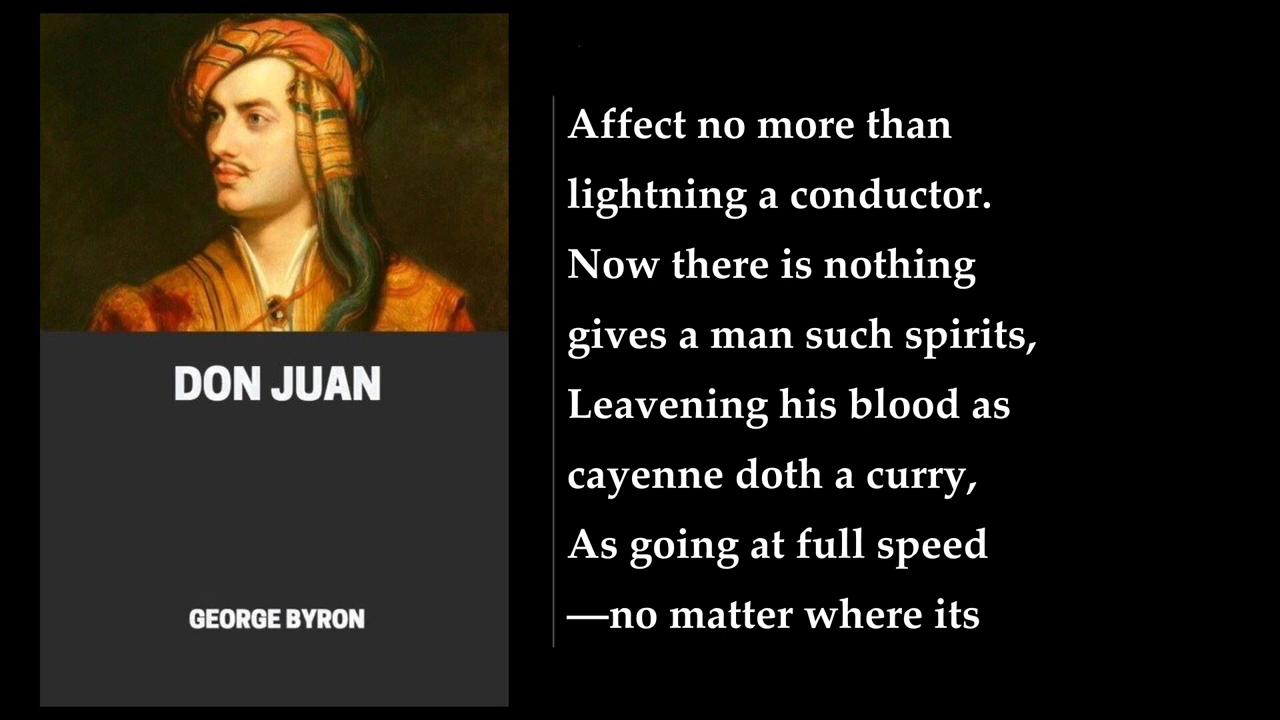 DON JUAN
GEORGE BYRON
Affect no more than
lightning a conductor.
Now there is nothing
gives a man such spirits,
Leavening his blood as
cayenne doth a curry,
As going at full speed
—no matter where its